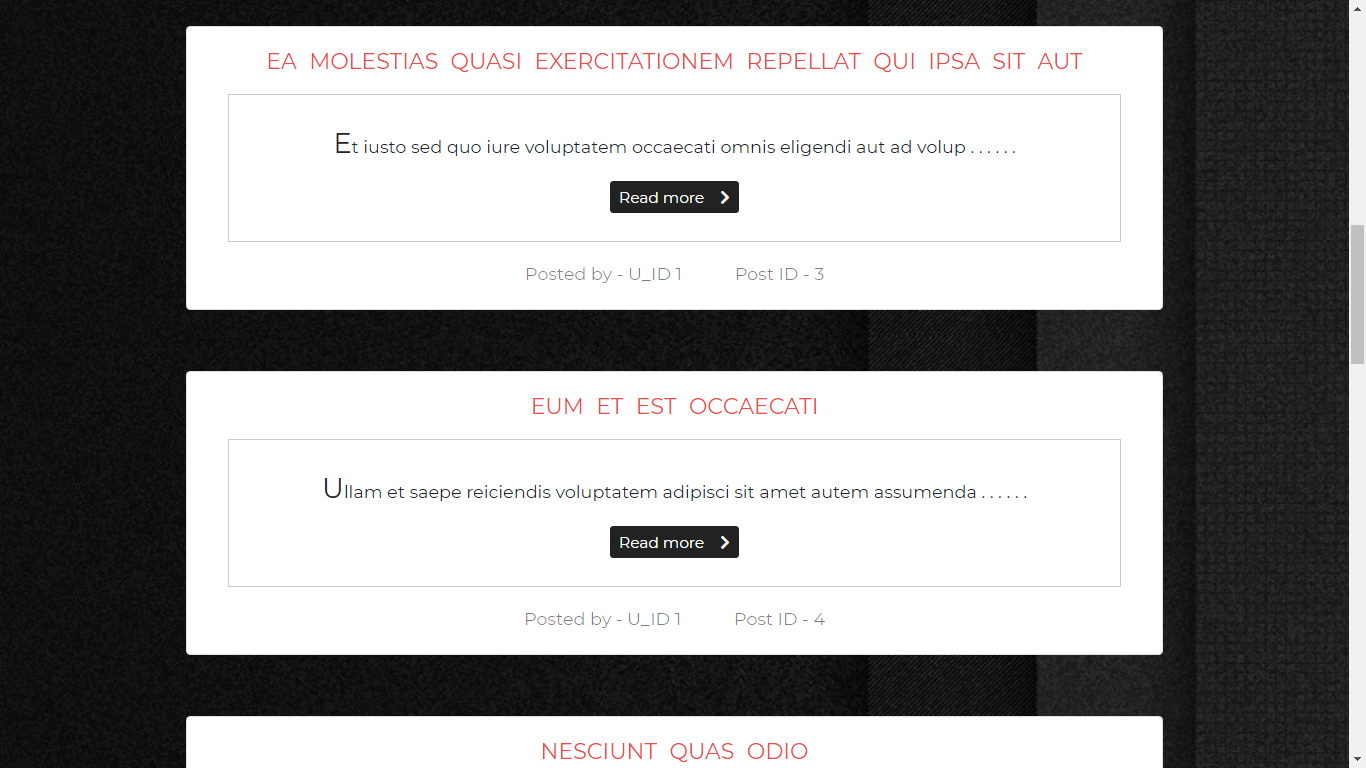 EA MOLESTIAS QUASI EXERCITATIONEM REPELLAT QUI IPSA SIT AUT
Et iusto sed quo iure voluptatem occaecati omnis eligendi aut ad volup . . . . . .
Read more
Posted by - U_ID 1 Post ID - 3
EUM ET EST OCCAECATI
Ullam et saepe reiciendis voluptatem adipisci sit amet autem assumenda . . . . . .
Read more
Posted by - U_ID 1 Post ID - 4
NESCIUNT QUAS ODIO